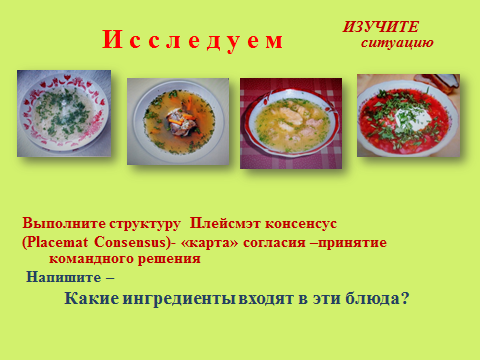 И с с л е д у е м
ИЗУЧИТЕ
ситуацию
Выполните структуру Плейсмэт консенсус
(Placemat Consensus)- «карта» согласия –принятие
командного решения
Напишите –
Какие ингредиенты входят в эти блюда?